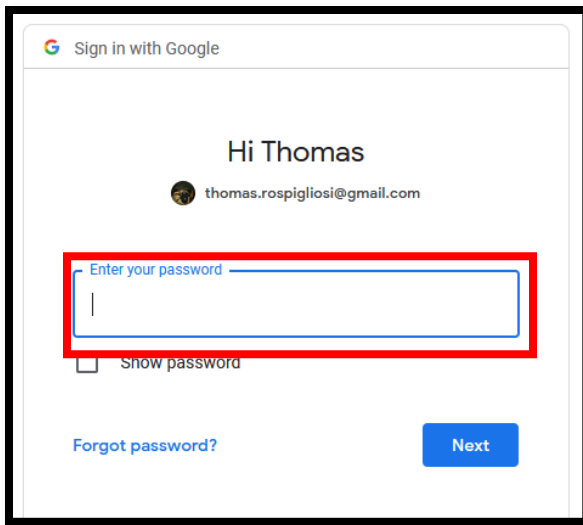 Sign in with Google
Hi Thomas
thomas.rospigliosi@gmail.com
Enter your password
Show password
Forgot password?
Next